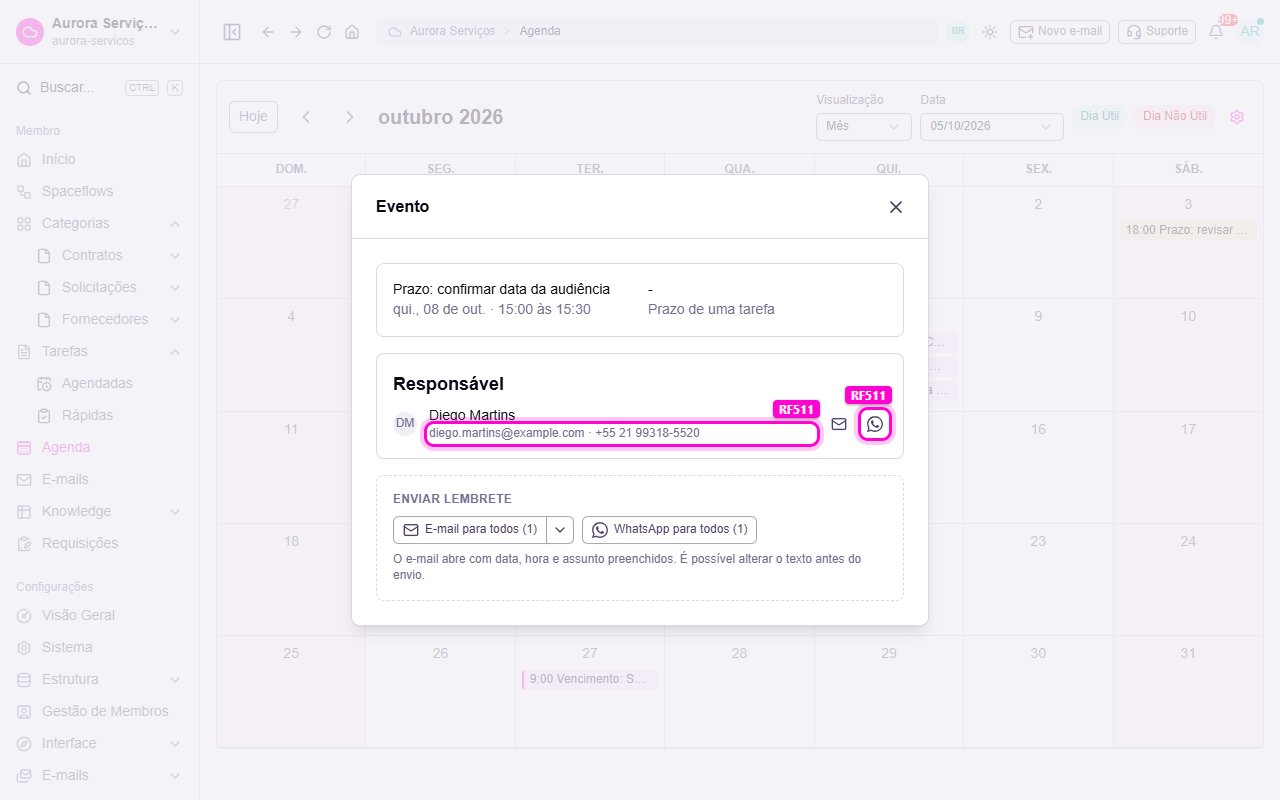 Aurora Serviç...
aurora-servicos
Aurora Serviços
Agenda
BR
Novo e-mail
Suporte
99+
AR
Buscar...
CTRL
K
Membro
Início
Spaceflows
Categorias
Contratos
Solicitações
Fornecedores
Tarefas
Agendadas
Rápidas
Agenda
E-mails
Knowledge
Requisições
Configurações
Visão Geral
Sistema
Estrutura
Gestão de Membros
Interface
E-mails
Hoje
outubro 2026
Visualização
Mês
Data
05/10/2026
Dia Útil
Dia Não Útil
DOM. SEG. TER. QUA. QUI. SEX. SÁB.
27 2 3
18:00 Prazo: revisar ...
4 9 10
11 16 17
18 23 24
25 26 27 28 29 30 31
9:00 Vencimento: S...
Evento
Prazo: confirmar data da audiência
qui., 08 de out. · 15:00 às 15:30
-
Prazo de uma tarefa
Responsável
DM
Diego Martins
diego.martins@example.com · +55 21 99318-5520
RF511
RF511
ENVIAR LEMBRETE
E-mail para todos (1)
WhatsApp para todos (1)
O e-mail abre com data, hora e assunto preenchidos. É possível alterar o texto antes do
envio.